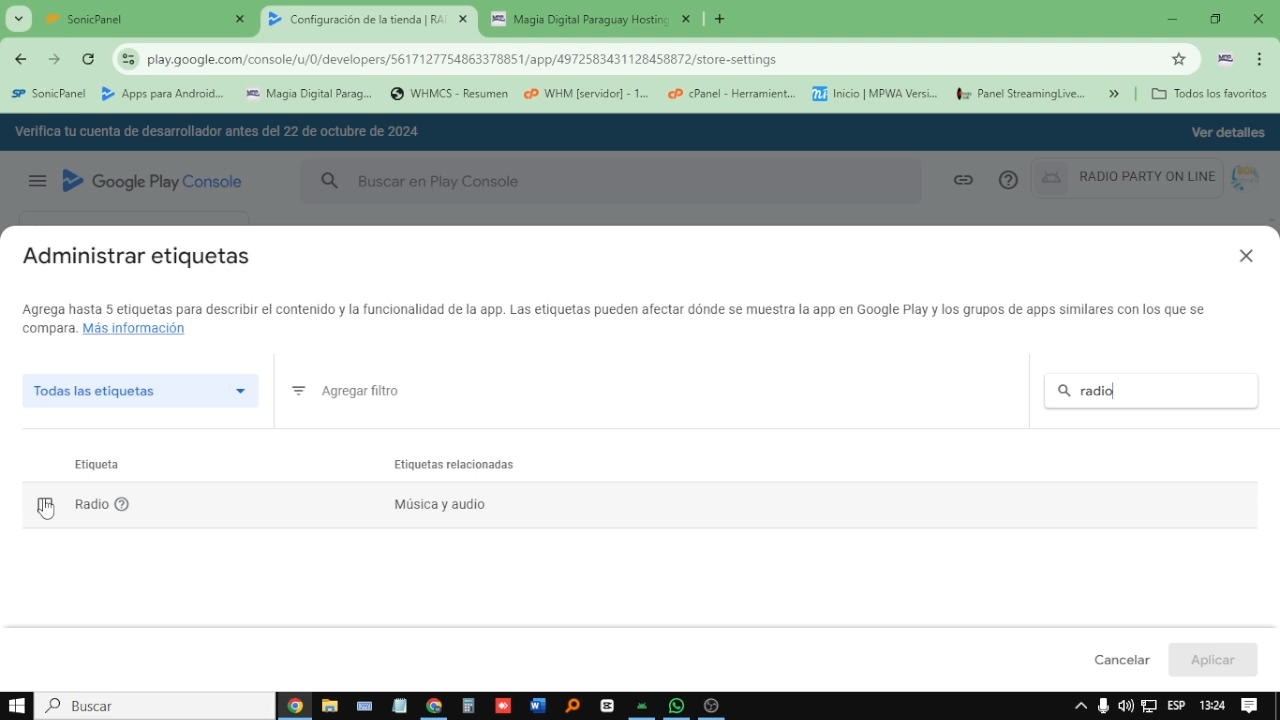 SonicPanel
Configuración de la tienda | RA
Magia Digital Paraguay Hosting
play.google.com/console/u/0/developers/5617127754863378851/app/4972583431128458872/store-settings
SonicPanel
Apps para Android...
Magia Digital Parag...
WHMCS - Resumen
WHM [servidor] - 1...
cPanel - Herramient...
Inicio | MPWA Versi...
Panel StreamingLive...
Todos los favoritos
Verifica tu cuenta de desarrollador antes del 22 de octubre de 2024
Ver detalles
Google Play Console
Buscar en Play Console
RADIO PARTY ON LINE
Administrar etiquetas
Agrega hasta 5 etiquetas para describir el contenido y la funcionalidad de la app. Las etiquetas pueden afectar dónde se muestra la app en Google Play y los grupos de apps similares con los que se
compara. Más información
Todas las etiquetas
Agregar filtro
radio
Etiqueta
Etiquetas relacionadas
Radio
Música y audio
Cancelar
Aplicar
Buscar
ESP
13:24